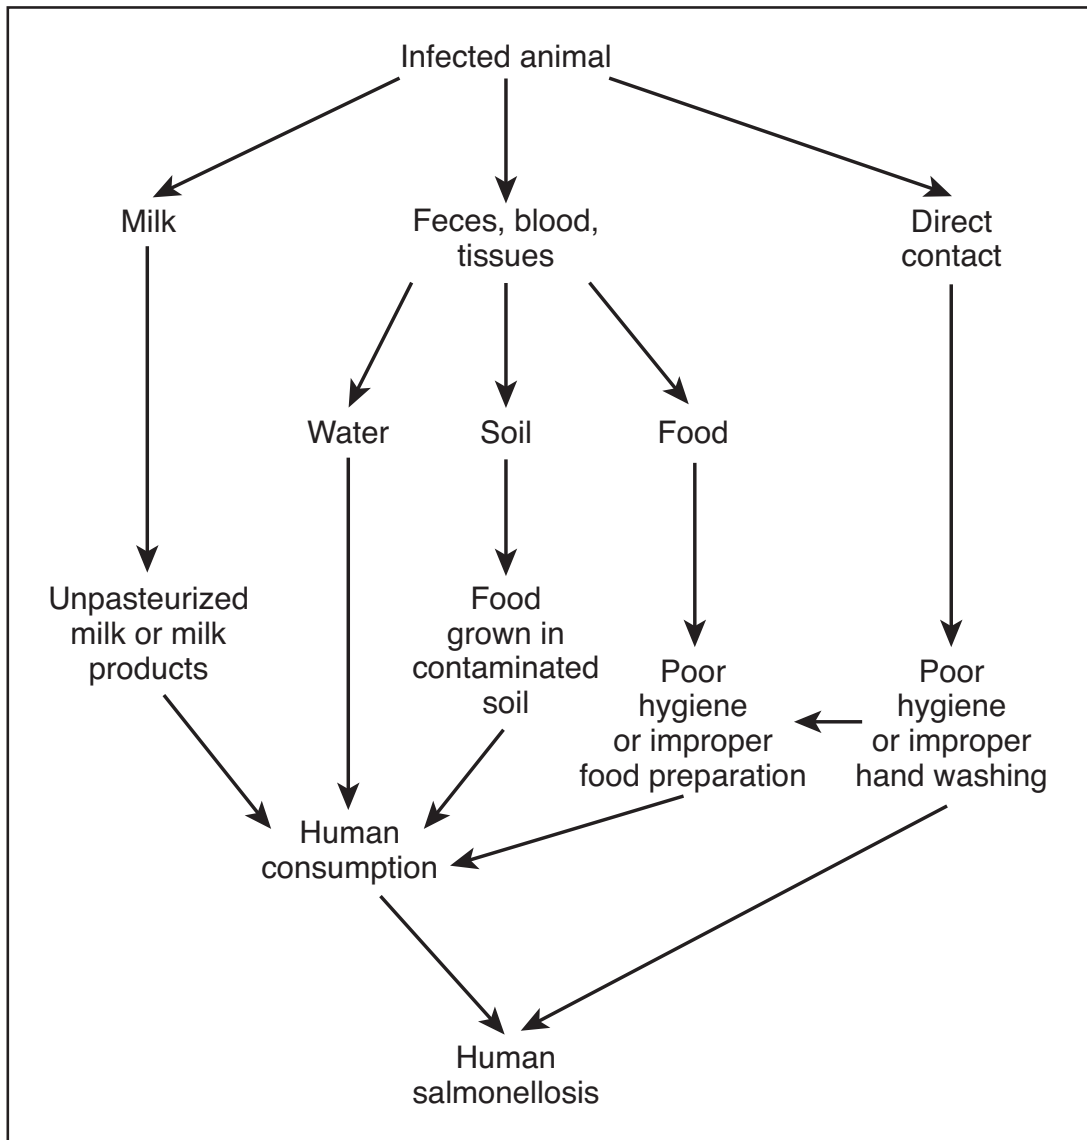 Infected animal
Milk
Feces, blood,
tissues
Direct
contact
Water
Soil
Food
Unpasteurized
milk or milk
products
Food
grown in
contaminated
soil
Poor
hygiene
or improper
food preparation
Poor
hygiene
or improper
hand washing
Human
consumption
Human
salmonellosis